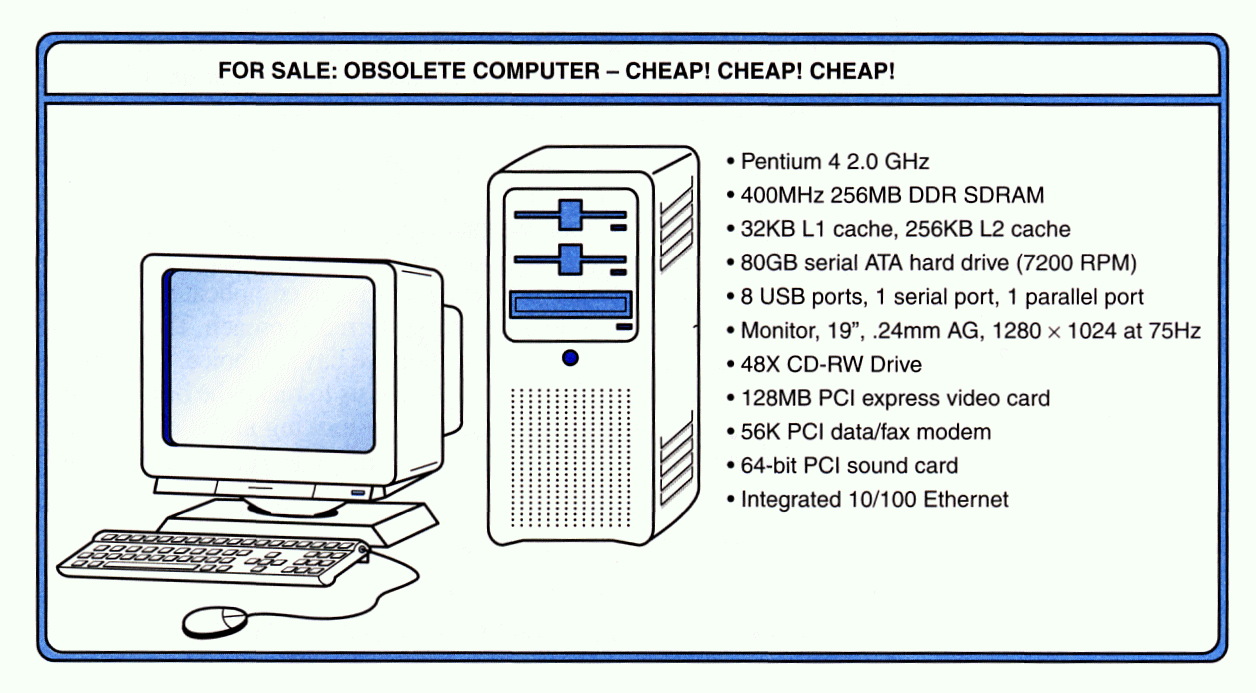 FOR SALE: OBSOLETE COMPUTER – CHEAP! CHEAP! CHEAP!
• Pentium 4 2.0 GHz
• 400MHz 256MB DDR SDRAM
• 32KB L1 cache, 256KB L2 cache
• 80GB serial ATA hard drive (7200 RPM)
• 8 USB ports, 1 serial port, 1 parallel port
• Monitor, 19”, .24mm AG, 1280 × 1024 at 75Hz
• 48X CD-RW Drive
• 128MB PCI express video card
• 56K PCI data/fax modem
• 64-bit PCI sound card
• Integrated 10/100 Ethernet